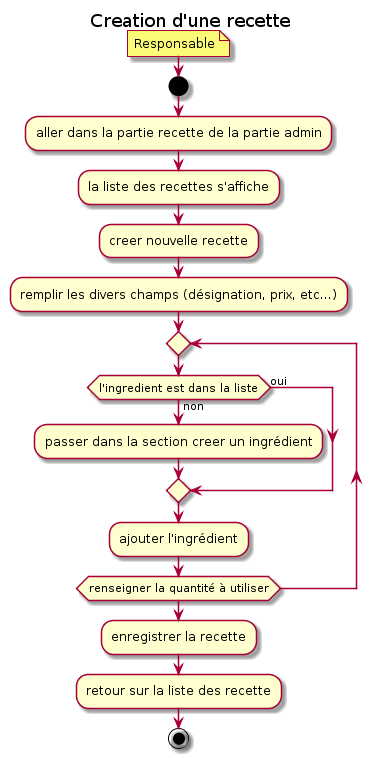 Creation d'une recette
Responsable
aller dans la partie recette de la partie admin
la liste des recettes s'affiche
creer nouvelle recette
remplir les divers champs (désignation, prix, etc...)
l'ingredient est dans la liste
oui
non
passer dans la section creer un ingrédient
ajouter l'ingrédient
renseigner la quantité à utiliser
enregistrer la recette
retour sur la liste des recette